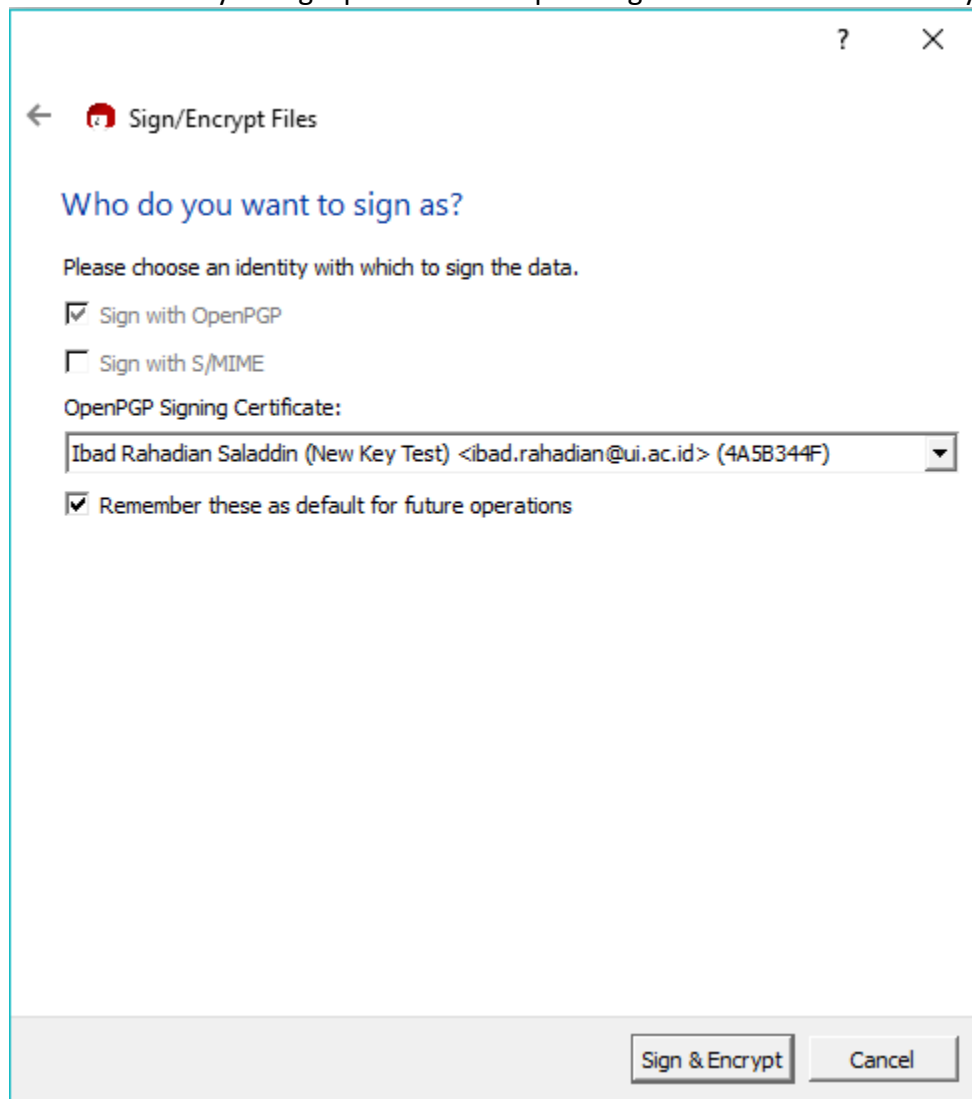 ?
Sign/Encrypt Files
Who do you want to sign as?
Please choose an identity with which to sign the data.
Sign with OpenPGP
Sign with S/MIME
OpenPGP Signing Certificate:
Ibad Rahadian Saladdin (New Key Test) <ibad.rahadian@ui.ac.id> (4A5B344F)
Remember these as default for future operations
Sign & Encrypt Cancel